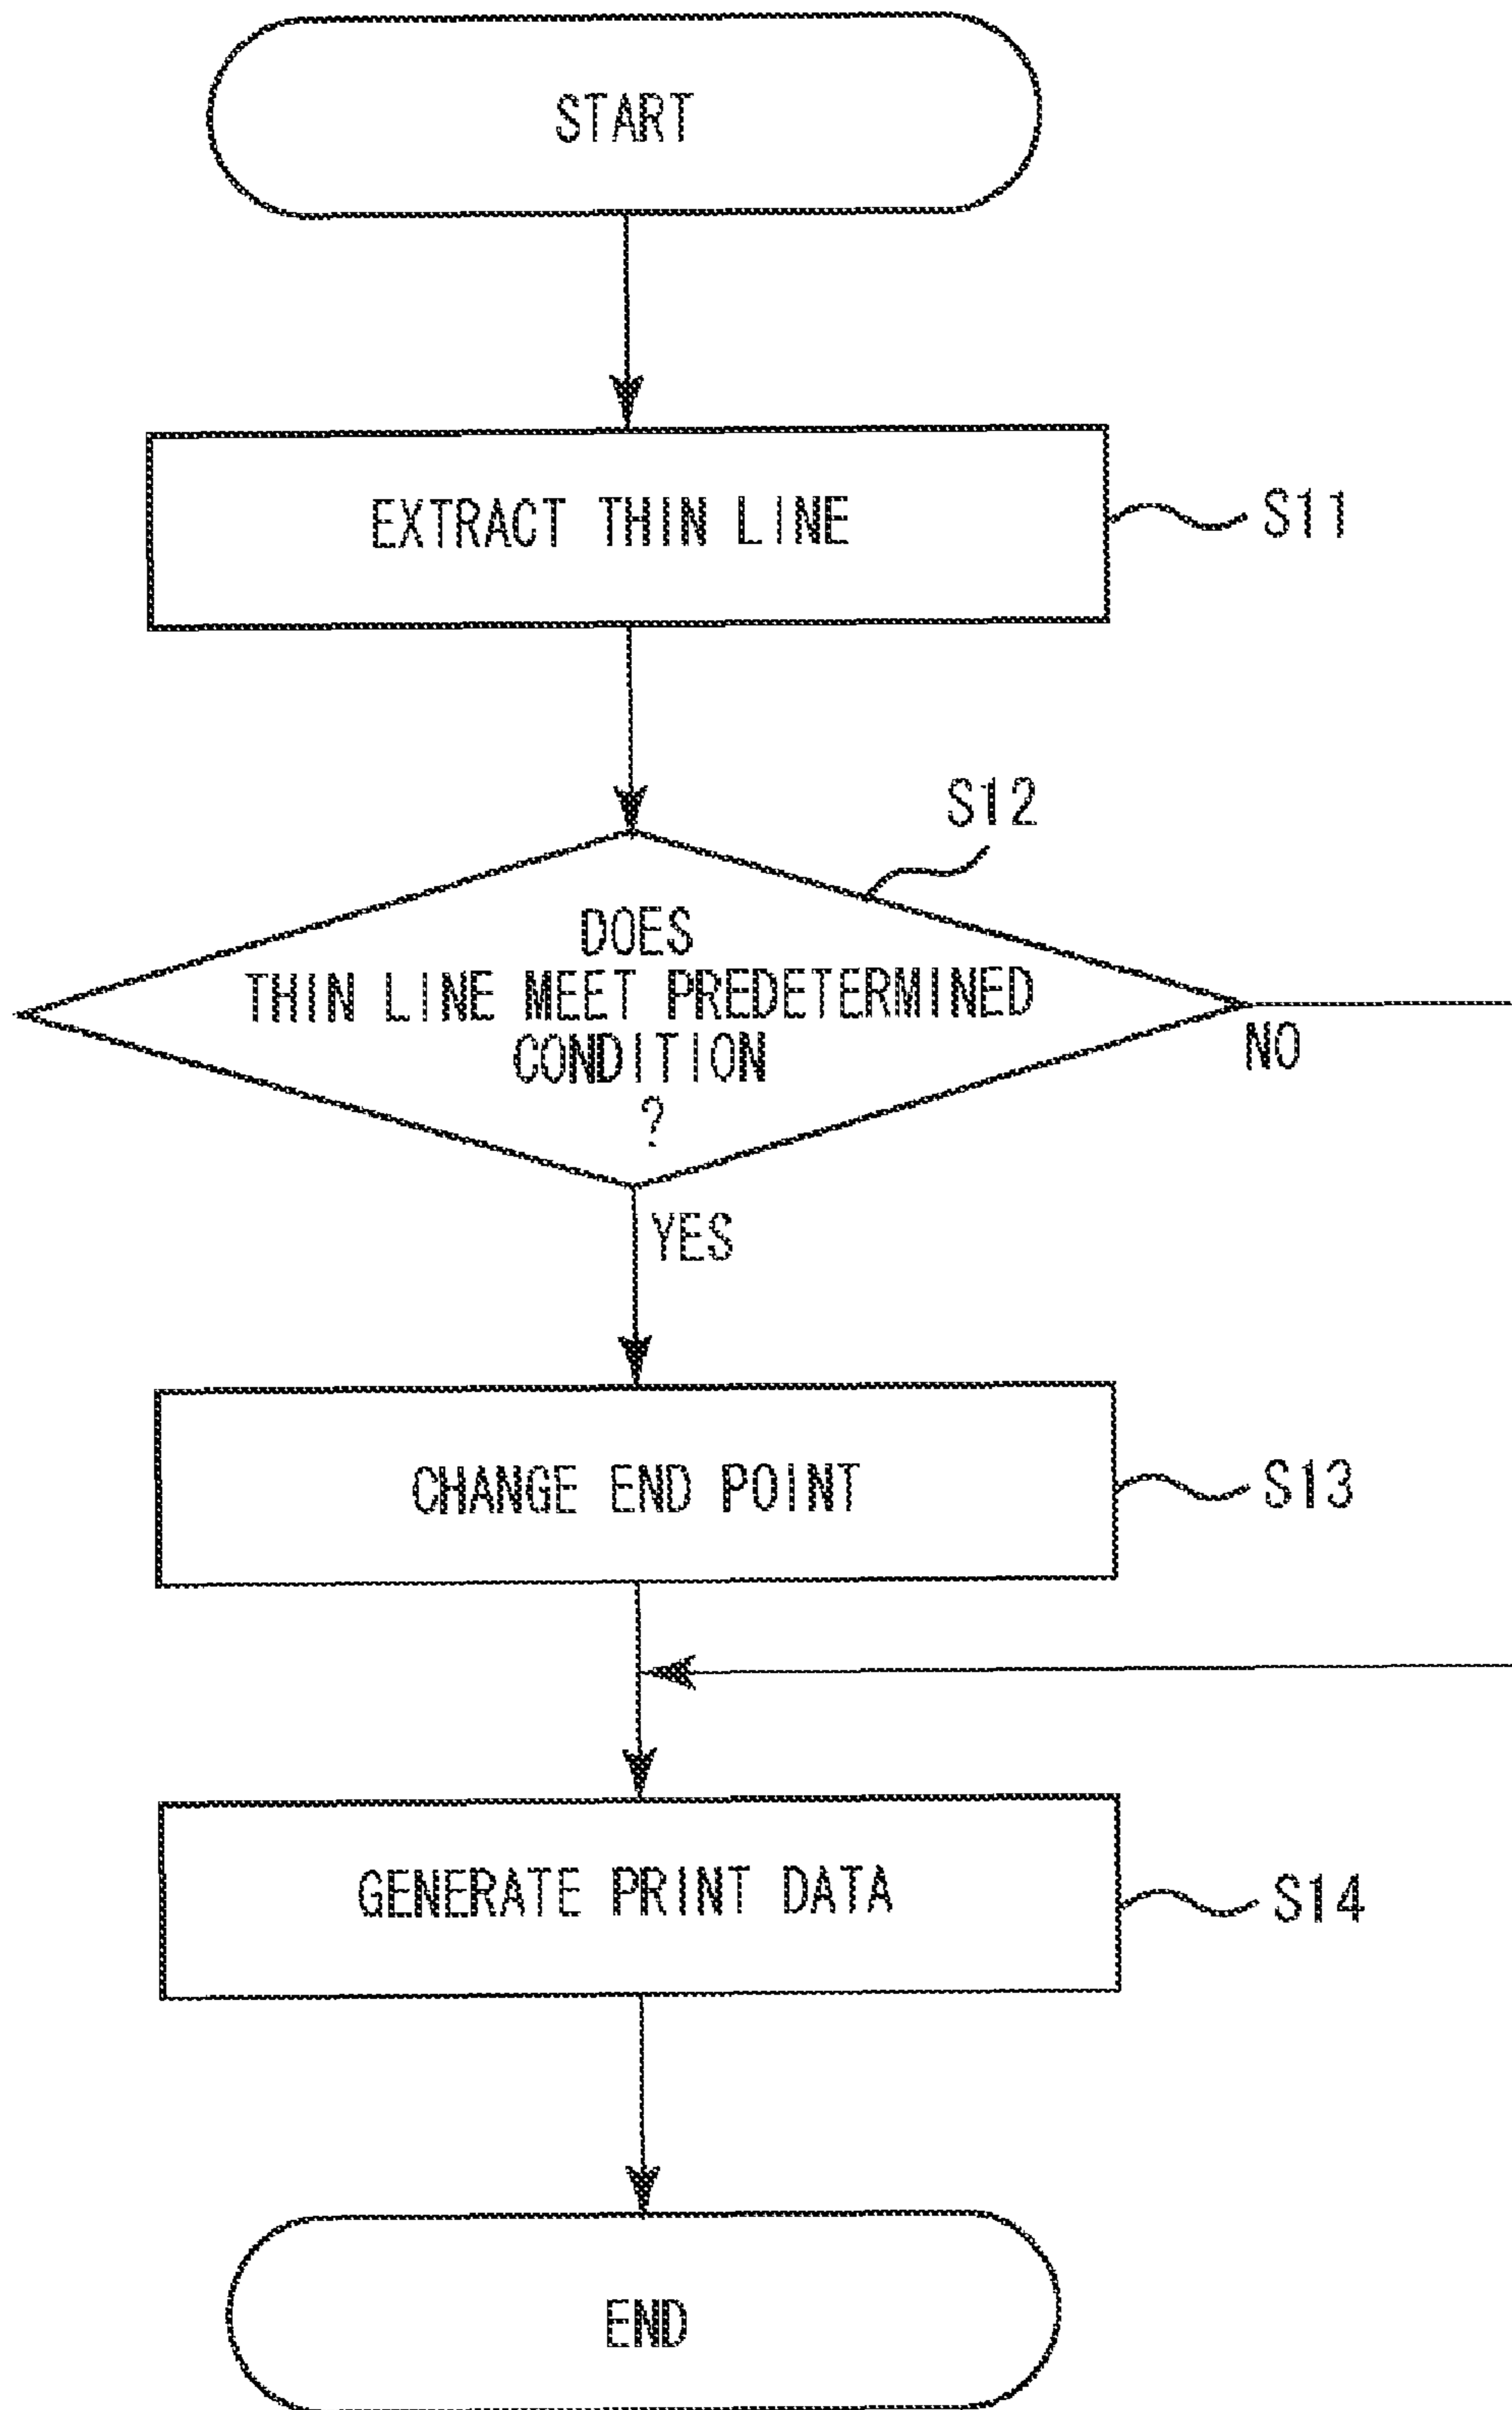 START
EXTRACT THIN LINE
S11
S12
DOES
THIN LINE MEET PREDETERMINED
CONDITION
?
NO
YES
CHANGE END POINT
S13
GENERATE PRINT DATA
S14
END